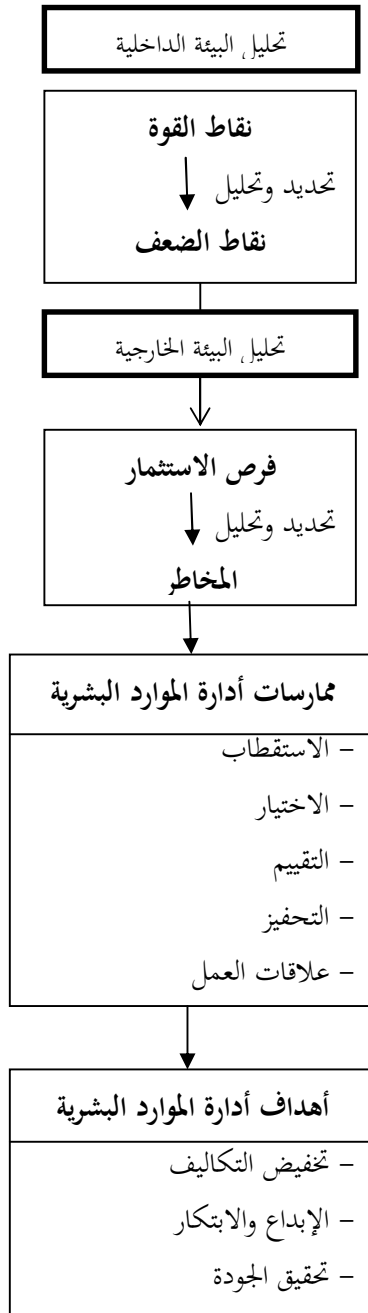 تحليل البيئة الداخلية
نقاط القوة
تحديد وتحليل
نقاط الضعف
تحليل البيئة الخارجية
فرص الاستثمار
تحديد وتحليل
المخاطر
ممارسات أدارة الموارد البشرية
– الاستقطاب
– الاختيار
– التقييم
– التحفيز
– علاقات العمل
أهداف أدارة الموارد البشرية
– تخفيض التكاليف
– الإبداع والابتكار
– تحقيق الجودة